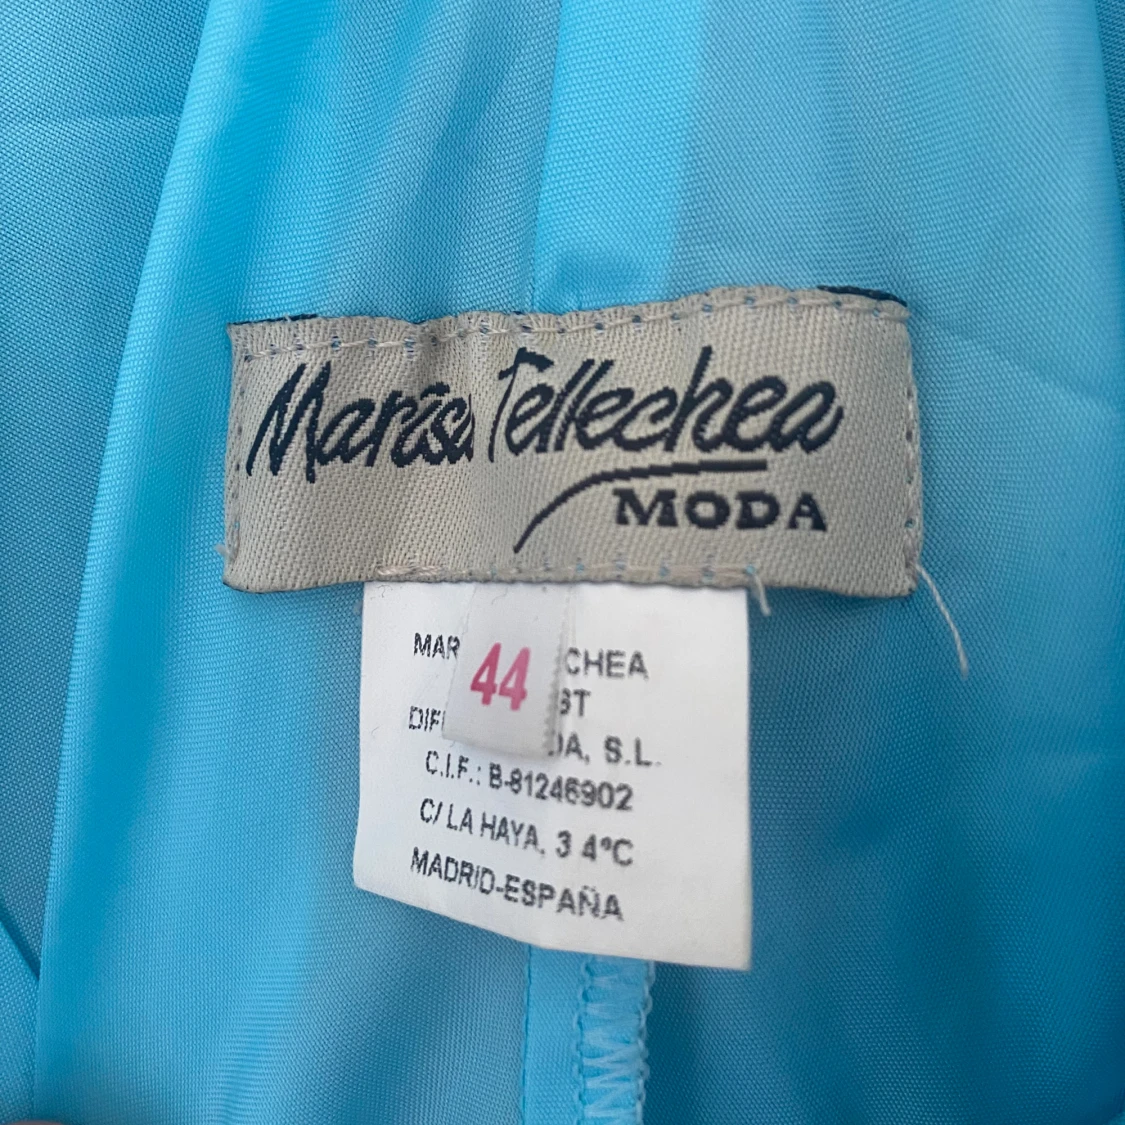 Marisa Tellechea
MODA
44
MAR CHEA
ST
DIF DA, S.L.
C.I.F.: B-81246902
C/ LA HAYA, 3 4ºC
MADRID-ESPAÑA